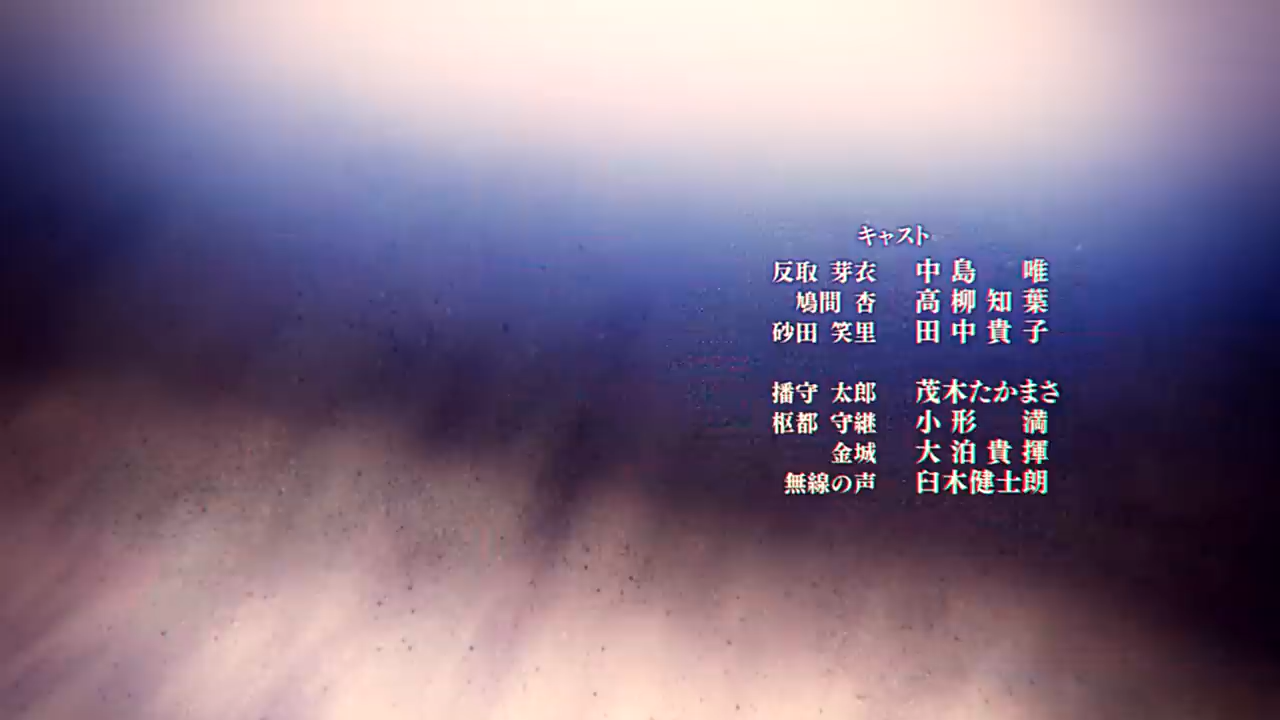 キャスト
反取 芽衣 中島 唯
鳩間 杏 高柳知葉
砂田 笑里 田中貴子
播守 太郎 茂木たかまさ
枢都 守継 小形 満
金城 大泊貴揮
無線の声 臼木健士朗